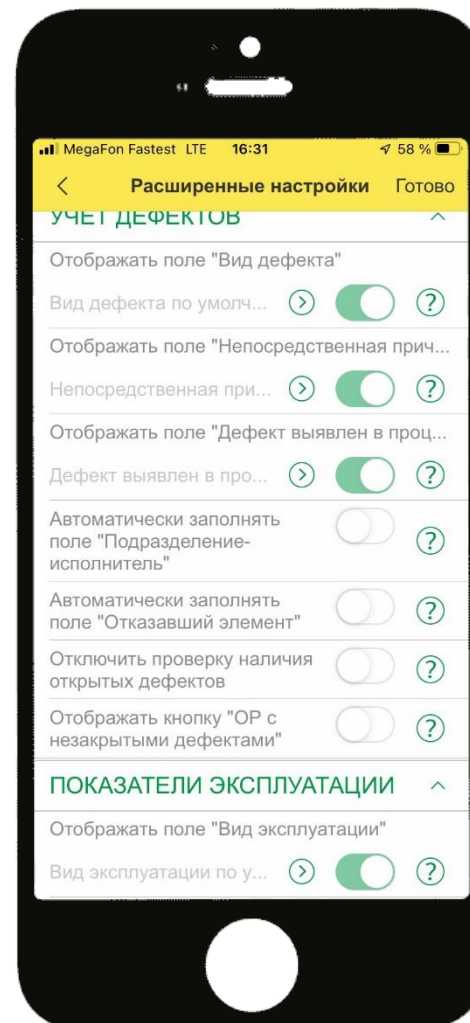 MegaFon Fastest LTE 16:31 58 %
Расширенные настройки Готово
УЧЕТ ДЕФЕКТОВ
Отображать поле "Вид дефекта"
Вид дефекта по умолч... ?
Отображать поле "Непосредственная прич...
Непосредственная при... ?
Отображать поле "Дефект выявлен в проц...
Дефект выявлен в про... ?
Автоматически заполнять
поле "Подразделение-
исполнитель" ?
Автоматически заполнять
поле "Отказавший элемент" ?
Отключить проверку наличия
открытых дефектов ?
Отображать кнопку "ОР с
незакрытыми дефектами" ?
ПОКАЗАТЕЛИ ЭКСПЛУАТАЦИИ
Отображать поле "Вид эксплуатации"
Вид эксплуатации по у... ?